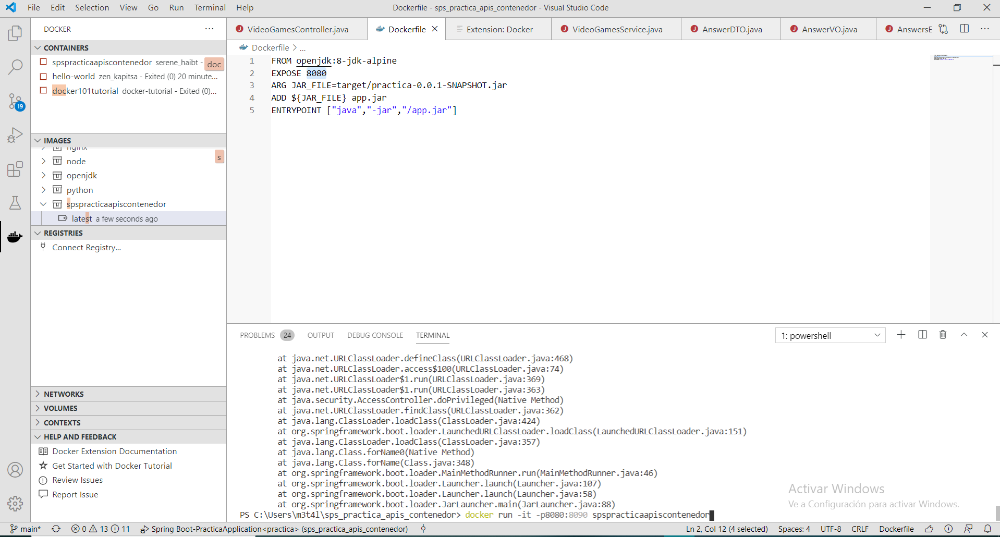 File Edit Selection View Go Run Terminal Help
Dockerfile - sps_practica_apis_contenedor - Visual Studio Code
DOCKER
VideoGamesController.java
Dockerfile
Extension: Docker
VideoGamesService.java
AnswerDTO.java
AnswerVO.java
AnswersE
CONTAINERS
spspracticaapiscontenedor serene_haibt - doc
hello-world zen_kapitsa - Exited (0) 20 minute...
docker101tutorial docker-tutorial - Exited (0)...
IMAGES
nginx
s
node
openjdk
python
spspracticaapiscontenedor
latest a few seconds ago
REGISTRIES
Connect Registry...
NETWORKS
VOLUMES
CONTEXTS
HELP AND FEEDBACK
Docker Extension Documentation
Get Started with Docker Tutorial
Review Issues
Report Issue
19
Dockerfile > ...
1 FROM openjdk:8-jdk-alpine
2 EXPOSE 8080
3 ARG JAR_FILE=target/practica-0.0.1-SNAPSHOT.jar
4 ADD ${JAR_FILE} app.jar
5 ENTRYPOINT ["java","-jar","/app.jar"]
PROBLEMS 24 OUTPUT DEBUG CONSOLE TERMINAL
1: powershell
at java.net.URLClassLoader.defineClass(URLClassLoader.java:468)
at java.net.URLClassLoader.access$100(URLClassLoader.java:74)
at java.net.URLClassLoader$1.run(URLClassLoader.java:369)
at java.net.URLClassLoader$1.run(URLClassLoader.java:363)
at java.security.AccessController.doPrivileged(Native Method)
at java.net.URLClassLoader.findClass(URLClassLoader.java:362)
at java.lang.ClassLoader.loadClass(ClassLoader.java:424)
at org.springframework.boot.loader.LaunchedURLClassLoader.loadClass(LaunchedURLClassLoader.java:151)
at java.lang.ClassLoader.loadClass(ClassLoader.java:357)
at java.lang.Class.forName0(Native Method)
at java.lang.Class.forName(Class.java:348)
at org.springframework.boot.loader.MainMethodRunner.run(MainMethodRunner.java:46)
at org.springframework.boot.loader.Launcher.launch(Launcher.java:107)
at org.springframework.boot.loader.Launcher.launch(Launcher.java:58)
at org.springframework.boot.loader.JarLauncher.main(JarLauncher.java:88)
PS C:\Users\m3t4l\sps_practica_apis_contenedor> docker run -it -p8080:8090 spspracticaapiscontenedor
Activar Windows
Ve a Configuración para activar Windows.
main* 0 13 11 Spring Boot-PracticaApplication<practica> (sps_practica_apis_contenedor)
Ln 2, Col 12 (4 selected) Spaces: 4 UTF-8 CRLF Dockerfile